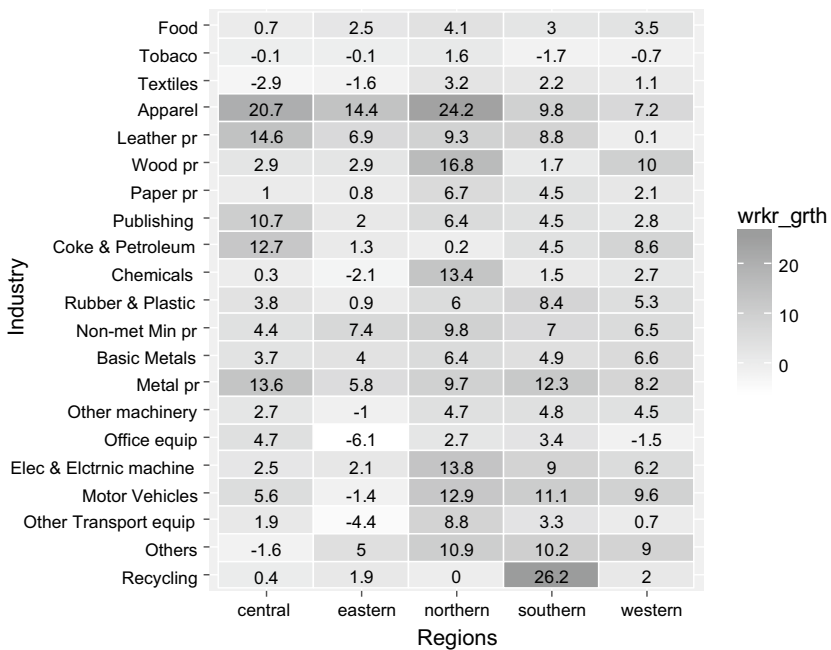 Food 0.7 2.5 4.1 3 3.5
Tobaco -0.1 -0.1 1.6 -1.7 -0.7
Textiles -2.9 -1.6 3.2 2.2 1.1
Apparel 20.7 14.4 24.2 9.8 7.2
Leather pr 14.6 6.9 9.3 8.8 0.1
Wood pr 2.9 2.9 16.8 1.7 10
Paper pr 1 0.8 6.7 4.5 2.1
Publishing 10.7 2 6.4 4.5 2.8
Coke & Petroleum 12.7 1.3 0.2 4.5 8.6
Chemicals 0.3 -2.1 13.4 1.5 2.7
Rubber & Plastic 3.8 0.9 6 8.4 5.3
Non-met Min pr 4.4 7.4 9.8 7 6.5
Basic Metals 3.7 4 6.4 4.9 6.6
Metal pr 13.6 5.8 9.7 12.3 8.2
Other machinery 2.7 -1 4.7 4.8 4.5
Office equip 4.7 -6.1 2.7 3.4 -1.5
Elec & Elctrnic machine 2.5 2.1 13.8 9 6.2
Motor Vehicles 5.6 -1.4 12.9 11.1 9.6
Other Transport equip 1.9 -4.4 8.8 3.3 0.7
Others -1.6 5 10.9 10.2 9
Recycling 0.4 1.9 0 26.2 2
central eastern northern southern western
Regions
Industry
wrkr_grth
20
10
0